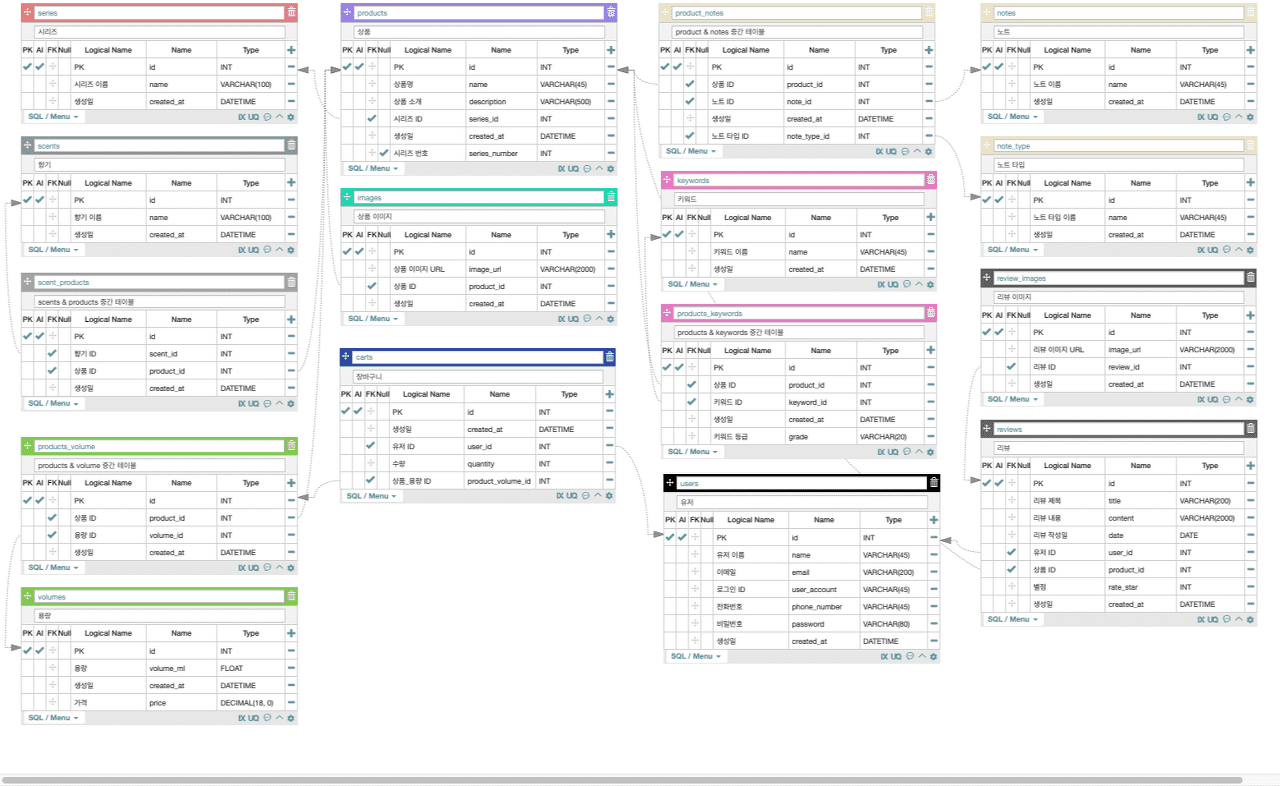 series
시리즈
PK AI FK Null Logical Name Name Type
PK id INT
시리즈 이름 name VARCHAR(100)
생성일 created_at DATETIME
SQL / Menu IX UQ
scents
향기
PK AI FK Null Logical Name Name Type
PK id INT
향기 이름 name VARCHAR(100)
생성일 created_at DATETIME
SQL / Menu IX UQ
scent_products
scents & products 중간 테이블
PK AI FK Null Logical Name Name Type
PK id INT
향기 ID scent_id INT
상품 ID product_id INT
생성일 created_at DATETIME
SQL / Menu IX UQ
products_volume
products & volume 중간 테이블
PK AI FK Null Logical Name Name Type
PK id INT
상품 ID product_id INT
용량 ID volume_id INT
생성일 created_at DATETIME
SQL / Menu IX UQ
volumes
용량
PK AI FK Null Logical Name Name Type
PK id INT
용량 volume_ml FLOAT
생성일 created_at DATETIME
가격 price DECIMAL(18, 0)
SQL / Menu IX UQ
products
상품
PK AI FK Null Logical Name Name Type
PK id INT
상품명 name VARCHAR(45)
상품 소개 description VARCHAR(500)
시리즈 ID series_id INT
생성일 created_at DATETIME
시리즈 번호 series_number INT
SQL / Menu IX UQ
images
상품 이미지
PK AI FK Null Logical Name Name Type
PK id INT
상품 이미지 URL image_url VARCHAR(2000)
상품 ID product_id INT
생성일 created_at DATETIME
SQL / Menu IX UQ
carts
장바구니
PK AI FK Null Logical Name Name Type
PK id INT
생성일 created_at DATETIME
유저 ID user_id INT
수량 quantity INT
상품_용량 ID product_volume_id INT
SQL / Menu IX UQ
product_notes
product & notes 중간 테이블
PK AI FK Null Logical Name Name Type
PK id INT
상품 ID product_id INT
노트 ID note_id INT
생성일 created_at DATETIME
노트 타입 ID note_type_id INT
SQL / Menu IX UQ
keywords
키워드
PK AI FK Null Logical Name Name Type
PK id INT
키워드 이름 name VARCHAR(45)
생성일 created_at DATETIME
SQL / Menu IX UQ
products_keywords
products & keywords 중간 테이블
PK AI FK Null Logical Name Name Type
PK id INT
상품 ID product_id INT
키워드 ID keyword_id INT
생성일 created_at DATETIME
키워드 등급 grade VARCHAR(20)
SQL / Menu IX UQ
users
유저
PK AI FK Null Logical Name Name Type
PK id INT
유저 이름 name VARCHAR(45)
이메일 email VARCHAR(200)
로그인 ID user_account VARCHAR(45)
전화번호 phone_number VARCHAR(45)
비밀번호 password VARCHAR(80)
생성일 created_at DATETIME
SQL / Menu IX UQ
notes
노트
PK AI FK Null Logical Name Name Type
PK id INT
노트 이름 name VARCHAR(45)
생성일 created_at DATETIME
SQL / Menu IX UQ
note_type
노트 타입
PK AI FK Null Logical Name Name Type
PK id INT
노트 타입 이름 name VARCHAR(45)
생성일 created_at DATETIME
SQL / Menu IX UQ
review_images
리뷰 이미지
PK AI FK Null Logical Name Name Type
PK id INT
리뷰 이미지 URL image_url VARCHAR(2000)
리뷰 ID review_id INT
생성일 created_at DATETIME
SQL / Menu IX UQ
reviews
리뷰
PK AI FK Null Logical Name Name Type
PK id INT
리뷰 제목 title VARCHAR(200)
리뷰 내용 content VARCHAR(2000)
리뷰 작성일 date DATE
유저 ID user_id INT
상품 ID product_id INT
별점 rate_star INT
생성일 created_at DATETIME
SQL / Menu IX UQ